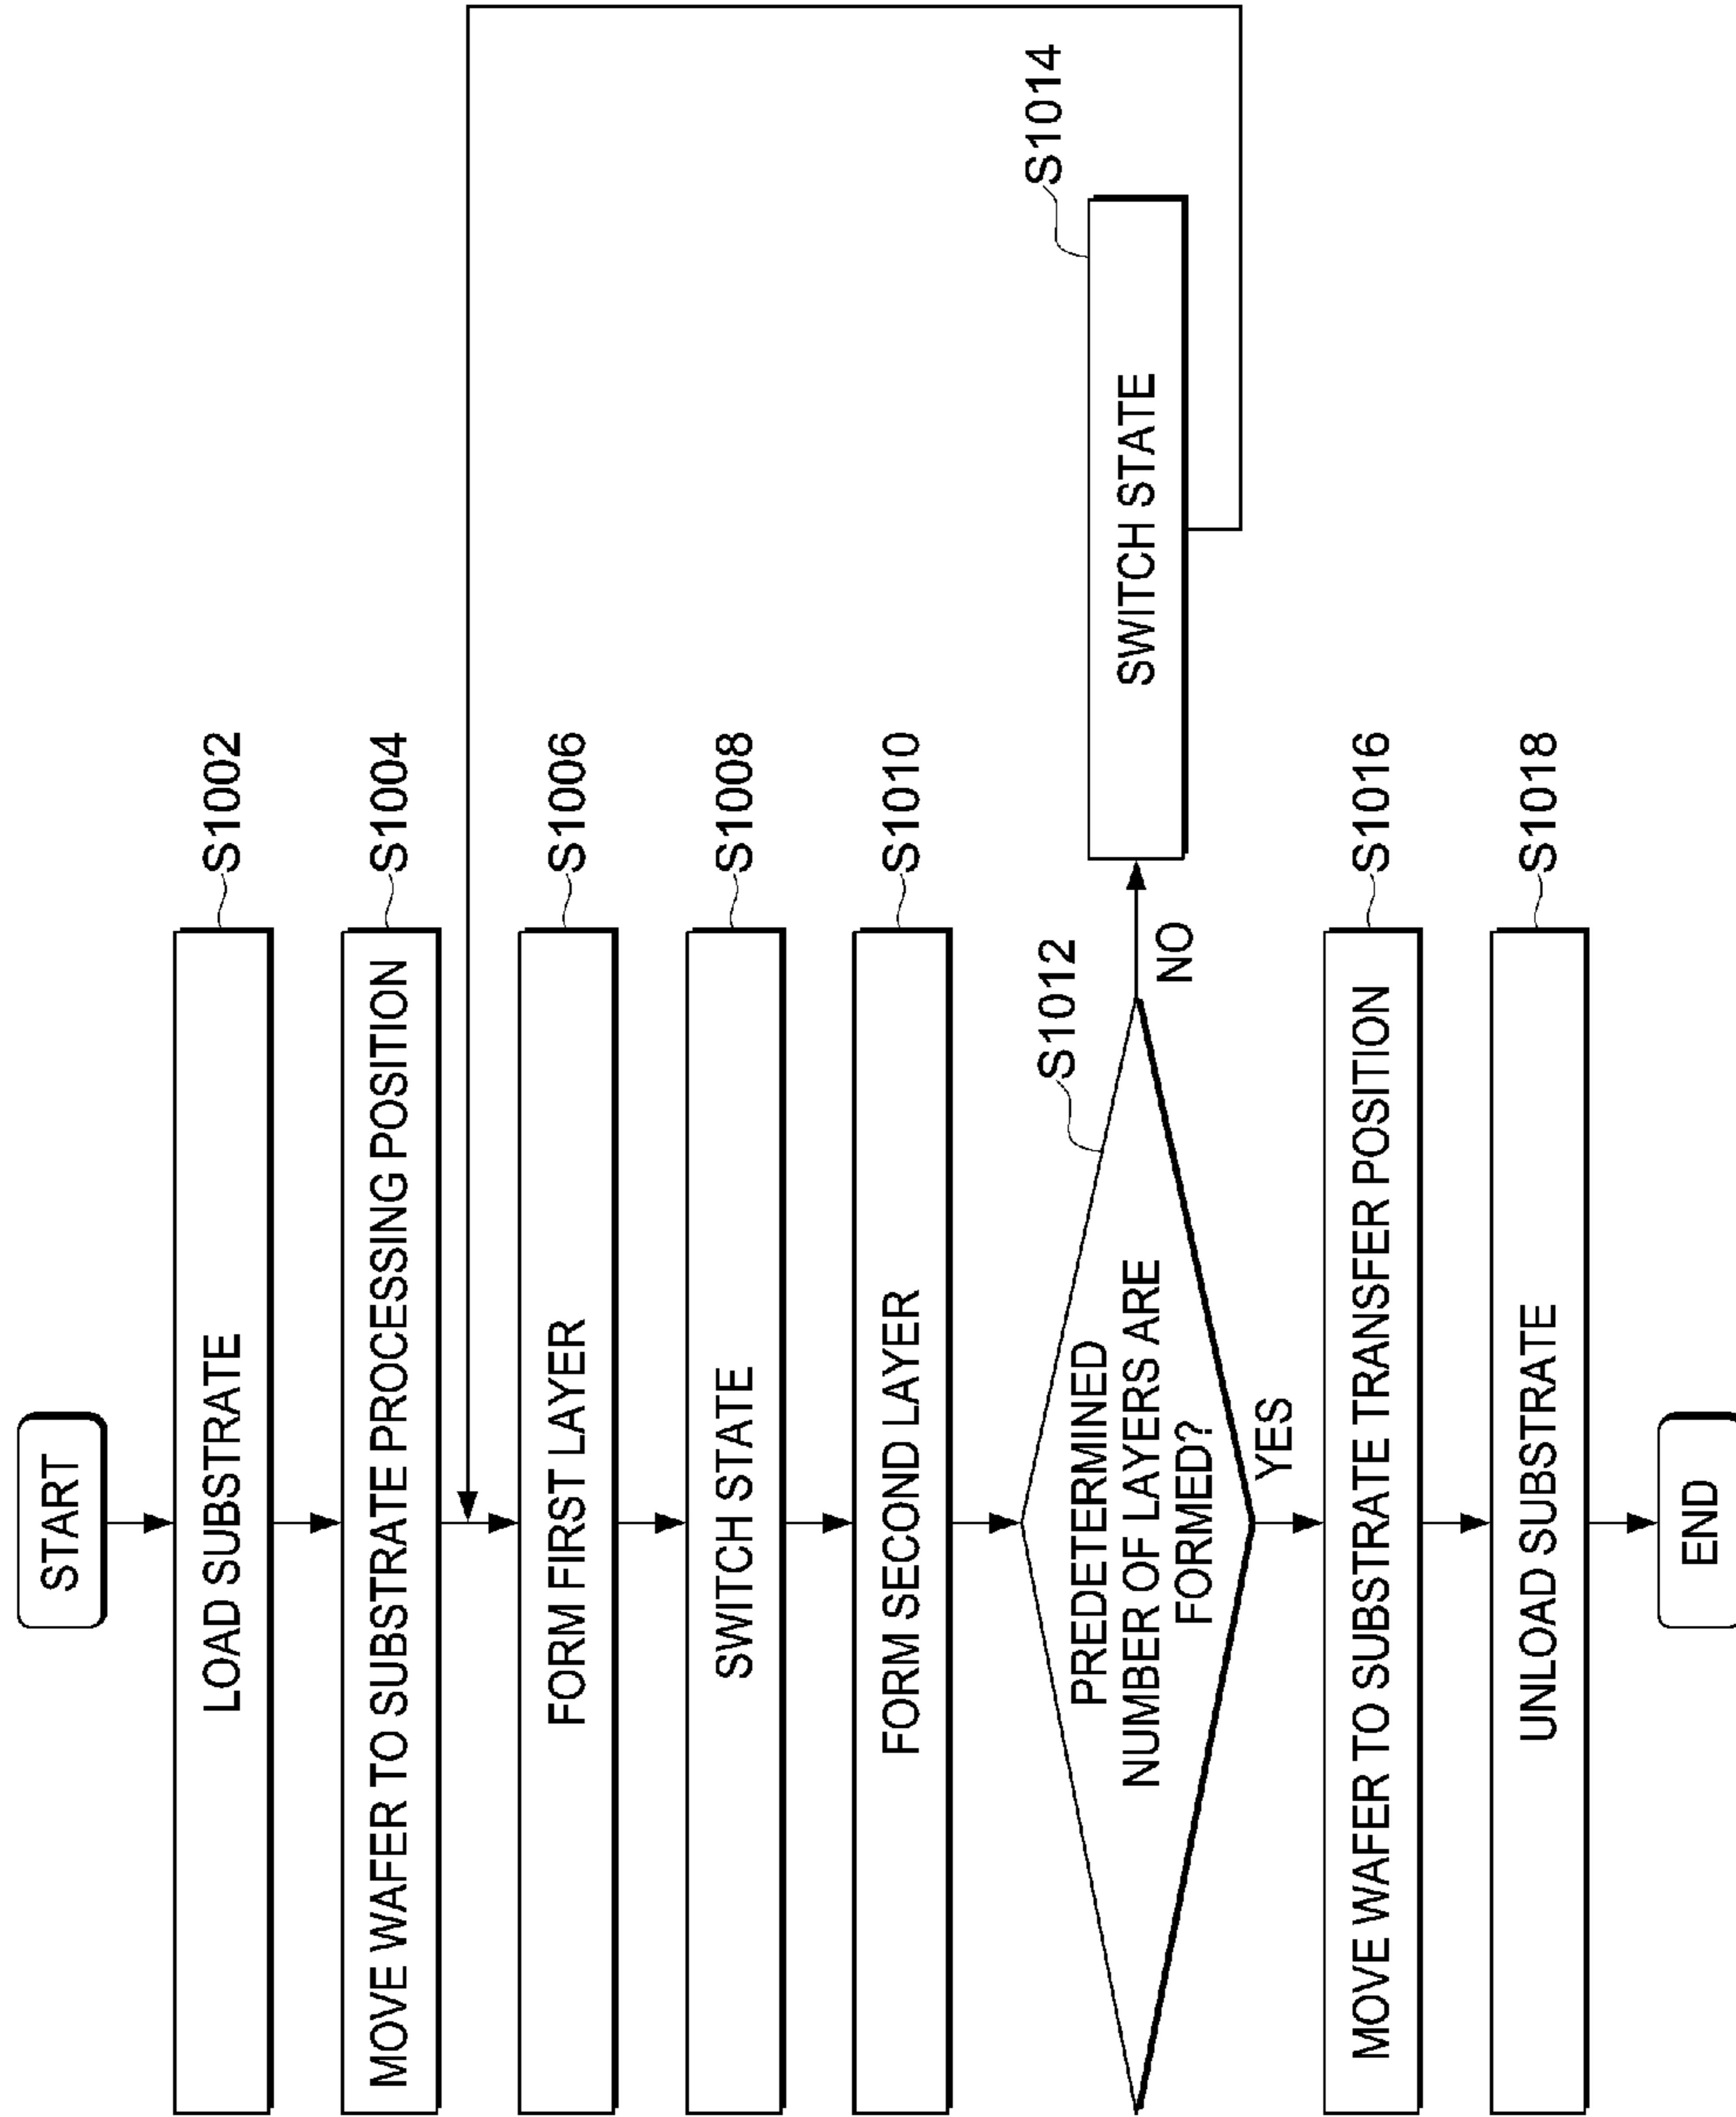 START
LOAD SUBSTRATE
S1002
MOVE WAFER TO SUBSTRATE PROCESSING POSITION
S1004
FORM FIRST LAYER
S1006
SWITCH STATE
S1008
FORM SECOND LAYER
S1010
S1012
PREDETERMINED
NUMBER OF LAYERS ARE
FORMED?
NO
SWITCH STATE
S1014
YES
MOVE WAFER TO SUBSTRATE TRANSFER POSITION
S1016
UNLOAD SUBSTRATE
S1018
END